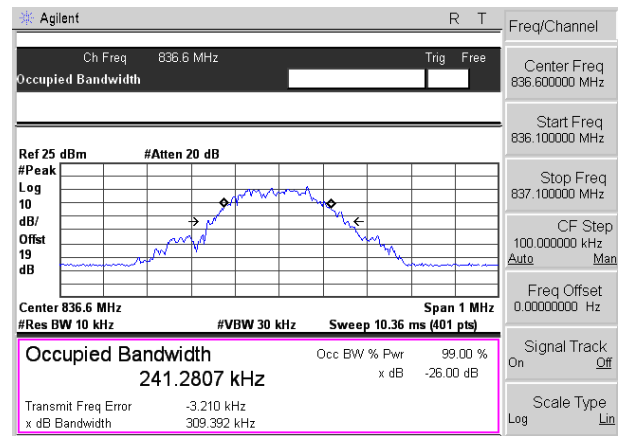 Agilent R T
Ch Freq 836.6 MHz Trig Free
Occupied Bandwidth
Ref 25 dBm #Atten 20 dB
#Peak
Log
10
dB/
Offst
19
dB
Center 836.6 MHz Span 1 MHz
#Res BW 10 kHz #VBW 30 kHz Sweep 10.36 ms (401 pts)
Occupied Bandwidth Occ BW % Pwr 99.00 %
241.2807 kHz x dB -26.00 dB
Transmit Freq Error -3.210 kHz
x dB Bandwidth 309.392 kHz
Freq/Channel
Center Freq
836.600000 MHz
Start Freq
836.100000 MHz
Stop Freq
837.100000 MHz
CF Step
100.000000 kHz
Auto Man
Freq Offset
0.00000000 Hz
Signal Track
On Off
Scale Type
Log Lin